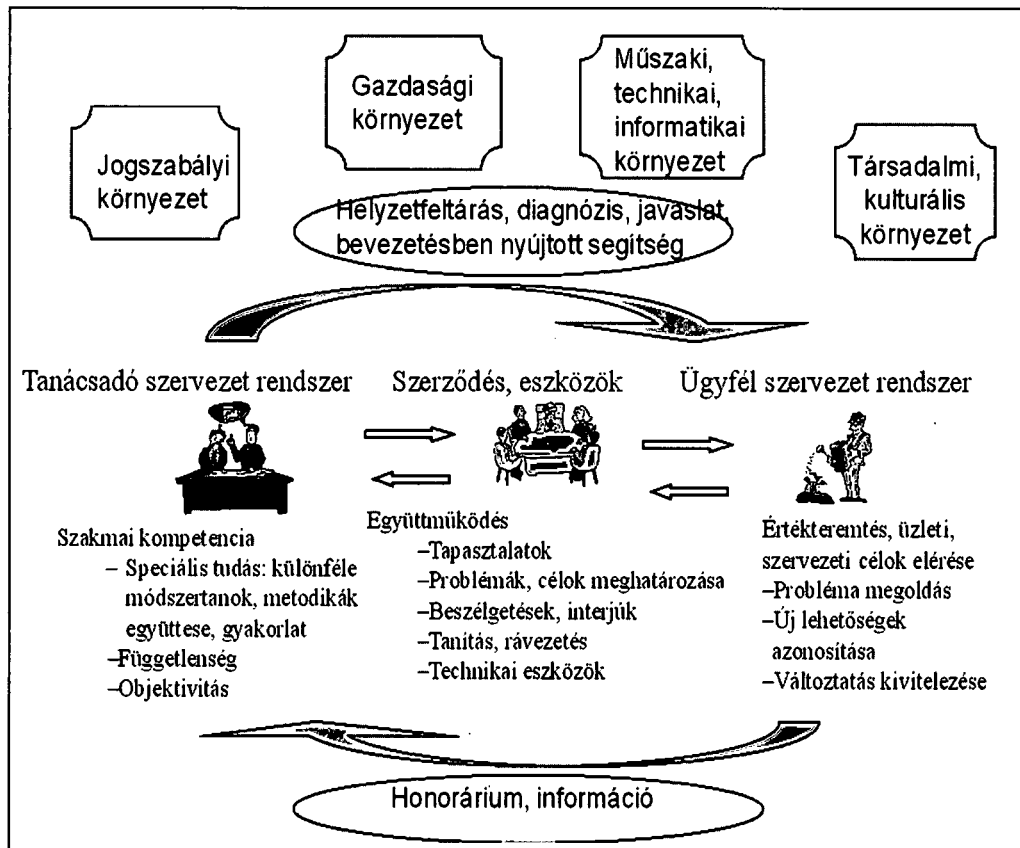 Jogszabályi
környezet
Gazdasági
környezet
Műszaki,
technikai,
informatikai
környezet
Társadalmi,
kulturális
környezet
Helyzetfeltárás, diagnózis, javaslat,
bevezetésben nyújtott segítség
Tanácsadó szervezet rendszer
Szerződés, eszközök
Ügyfél szervezet rendszer
Szakmai kompetencia
– Speciális tudás: különféle
módszertanok, metodikák
együttese, gyakorlat
–Függetlenség
–Objektivitás
Együttműködés
–Tapasztalatok
–Problémák, célok meghatározása
–Beszélgetések, interjúk
–Tanítás, rávezetés
–Technikai eszközök
Értékteremtés, üzleti,
szervezeti célok elérése
–Probléma megoldás
–Új lehetőségek
azonosítása
–Változtatás kivitelezése
Honorárium, információ